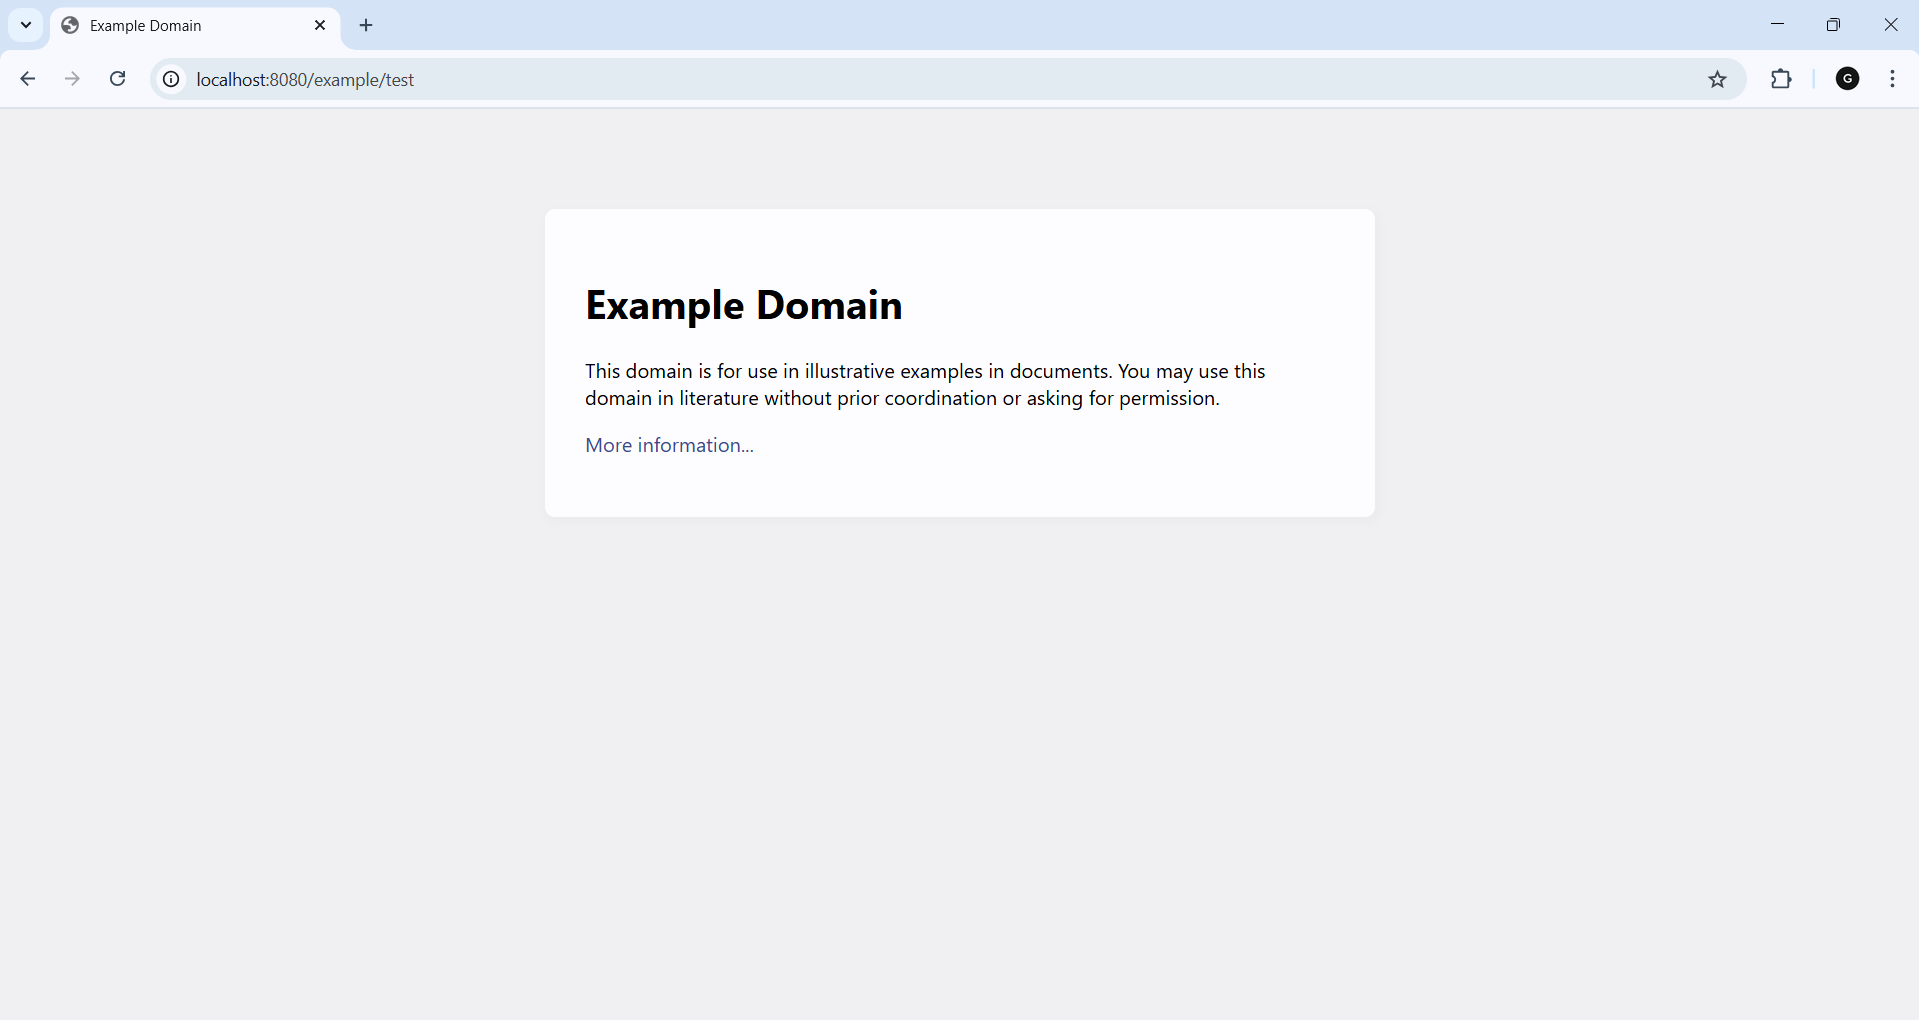 Example Domain
localhost:8080/example/test
G
Example Domain
This domain is for use in illustrative examples in documents. You may use this
domain in literature without prior coordination or asking for permission.
More information...